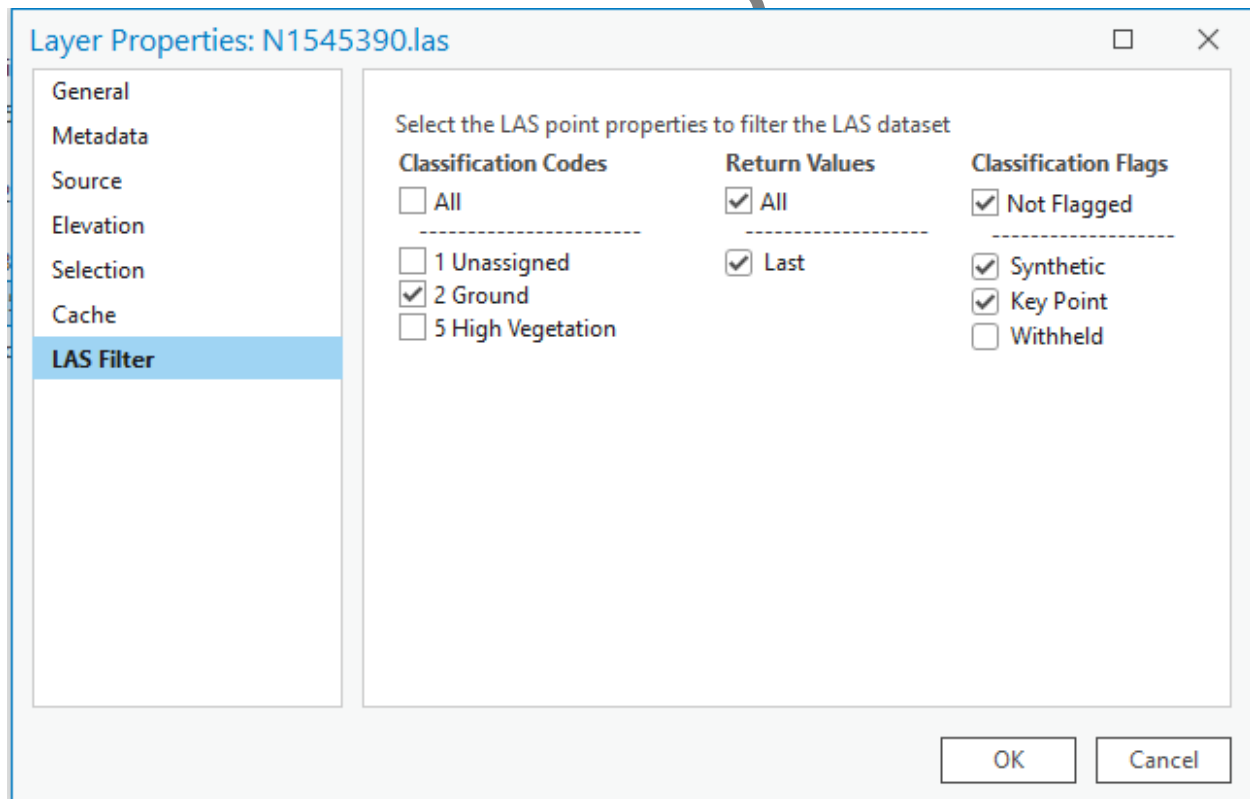 Layer Properties: N1545390.las
General
Metadata
Source
Elevation
Selection
Cache
LAS Filter
Select the LAS point properties to filter the LAS dataset
Classification Codes
All
-----------------------
1 Unassigned
2 Ground
5 High Vegetation
Return Values
All
-------------------
Last
Classification Flags
Not Flagged
-------------------
Synthetic
Key Point
Withheld
OK
Cancel